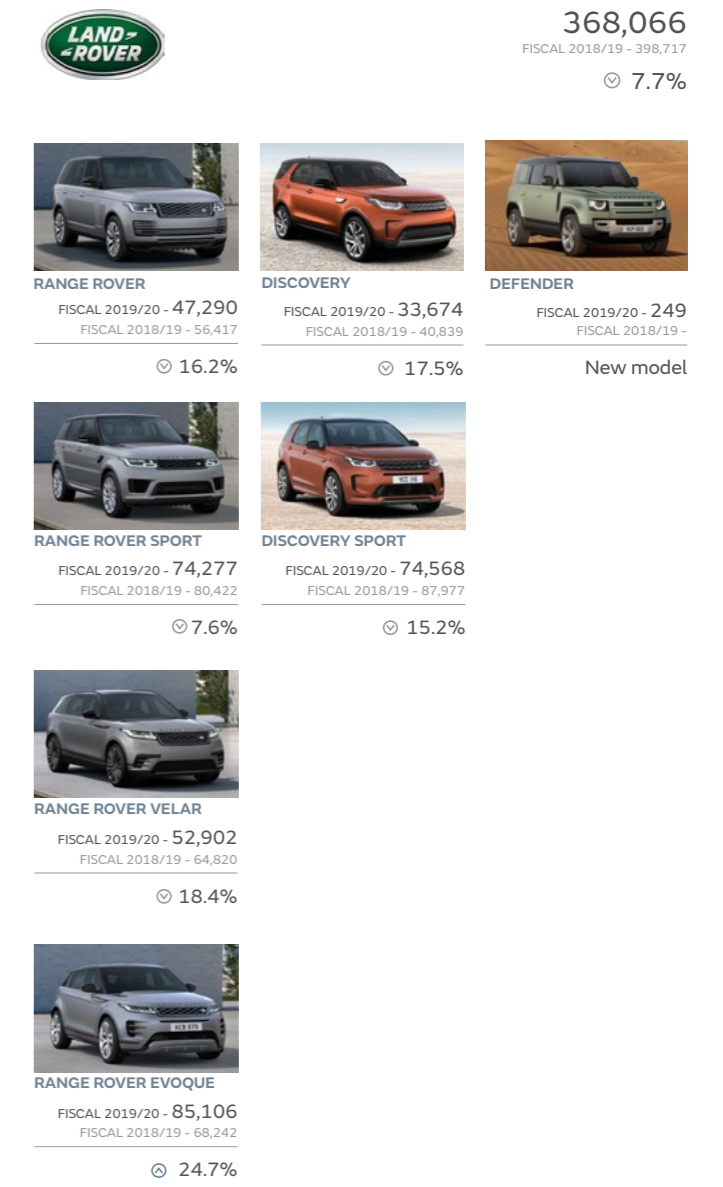 LAND-
-ROVER
368,066
FISCAL 2018/19 - 398,717
7.7%
RANGE ROVER
FISCAL 2019/20 - 47,290
FISCAL 2018/19 - 56,417
16.2%
DISCOVERY
FISCAL 2019/20 - 33,674
FISCAL 2018/19 - 40,839
17.5%
DEFENDER
FISCAL 2019/20 - 249
FISCAL 2018/19 -
New model
RANGE ROVER SPORT
FISCAL 2019/20 - 74,277
FISCAL 2018/19 - 80,422
7.6%
DISCOVERY SPORT
FISCAL 2019/20 - 74,568
FISCAL 2018/19 - 87,977
15.2%
RANGE ROVER VELAR
FISCAL 2019/20 - 52,902
FISCAL 2018/19 - 64,820
18.4%
RANGE ROVER EVOQUE
FISCAL 2019/20 - 85,106
FISCAL 2018/19 - 68,242
24.7%